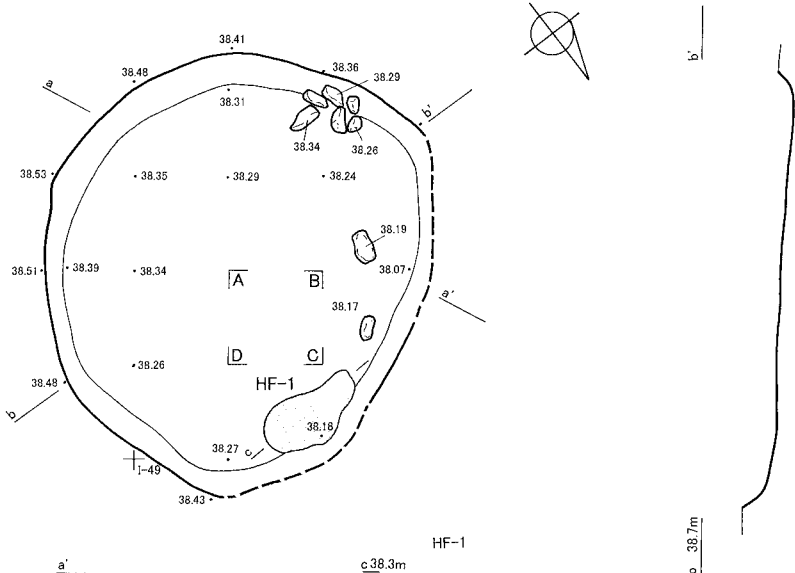 38.41
38.48
38.36
38.29
a
38.31
b'
b'
38.34
38.26
38.53
38.35
38.29
38.24
38.19
38.51
38.39
38.34
A
B
38.07
38.17
a'
D
C
38.26
HF-1
38.48
b
38.18
38.27
c
I-49
38.43
HF-1
38.7m
a'
c 38.3m